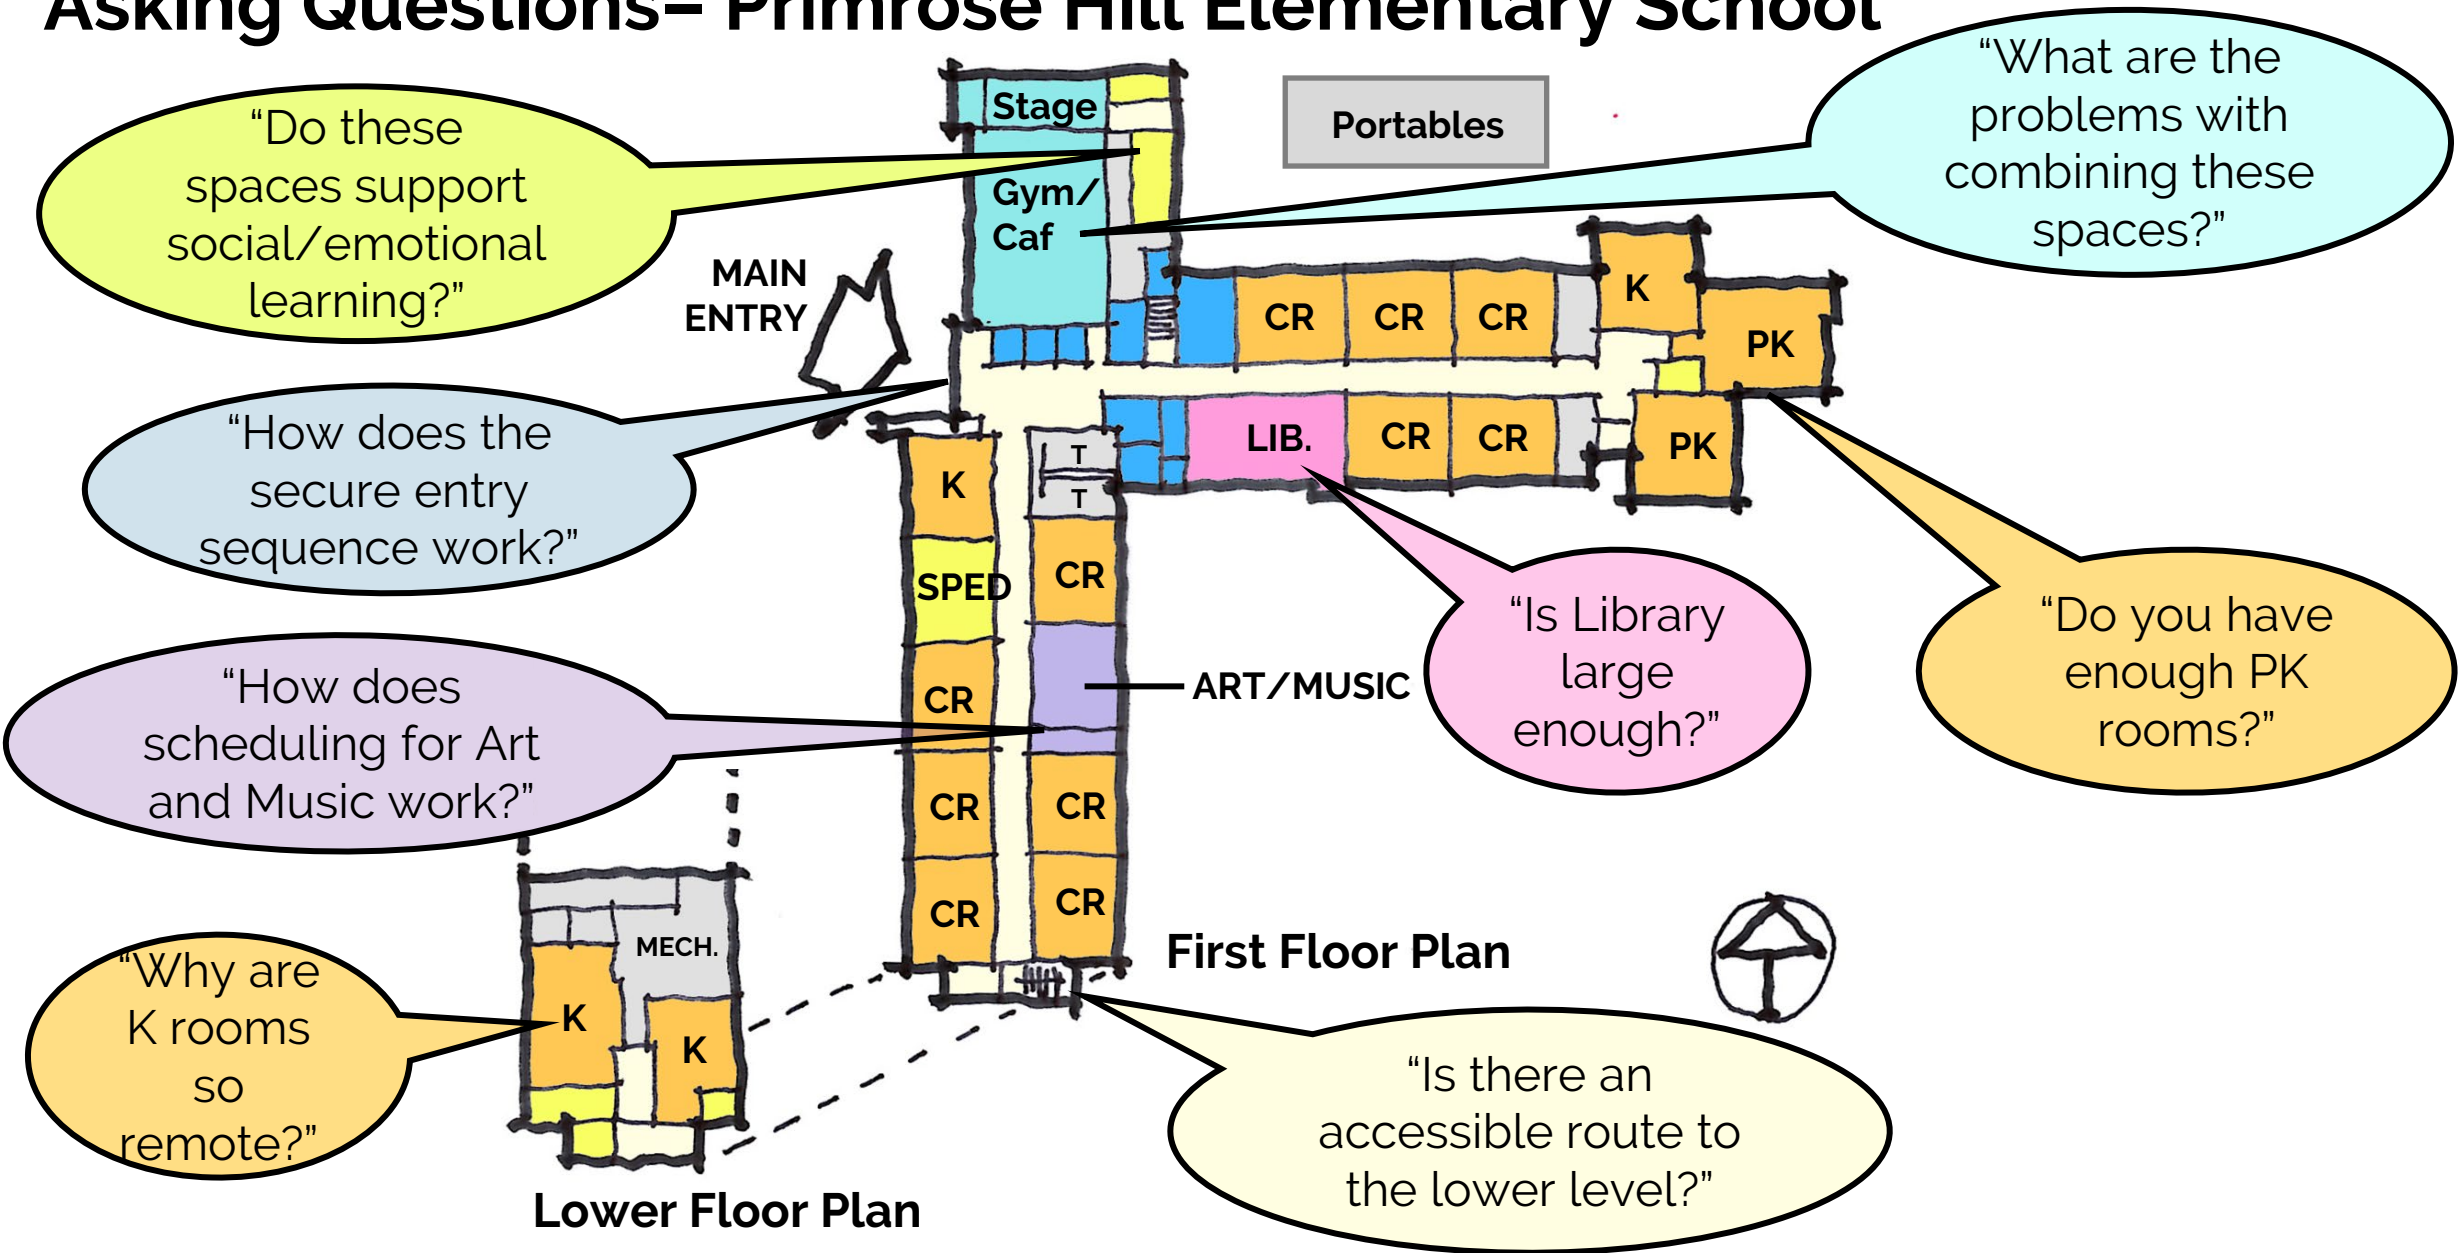 Asking Questions– Primrose Hill Elementary School
“Do these
spaces support
social/emotional
learning?”
“What are the
problems with
combining these
spaces?”
Stage
Gym/
Caf
Portables
MAIN
ENTRY
CR
CR
CR
K
PK
“How does the
secure entry
sequence work?”
K
T
T
LIB.
CR
CR
PK
SPED
CR
“Is Library
large
enough?”
“Do you have
enough PK
rooms?”
“How does
scheduling for Art
and Music work?”
CR
ART/MUSIC
CR
CR
CR
CR
MECH.
K
K
“Why are
K rooms
so
remote?”
First Floor Plan
“Is there an
accessible route to
the lower level?”
Lower Floor Plan